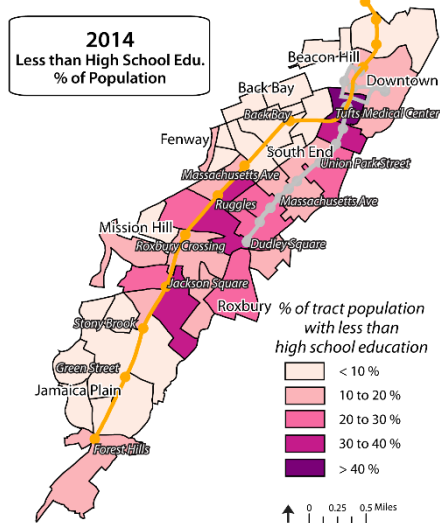 2014
Less than High School Edu.
% of Population
Beacon Hill
Downtown
Back Bay
Back Bay
Tufts Medical Center
Fenway
South End
Union Park Street
Massachusetts Ave
Massachusetts Ave
Ruggles
Mission Hill
Roxbury Crossing
Dudley Square
Jackson Square
Roxbury
Stony Brook
Green Street
Jamaica Plain
Forest Hills
% of tract population
with less than
high school education
< 10 %
10 to 20 %
20 to 30 %
30 to 40 %
> 40 %
0 0.25 0.5 Miles